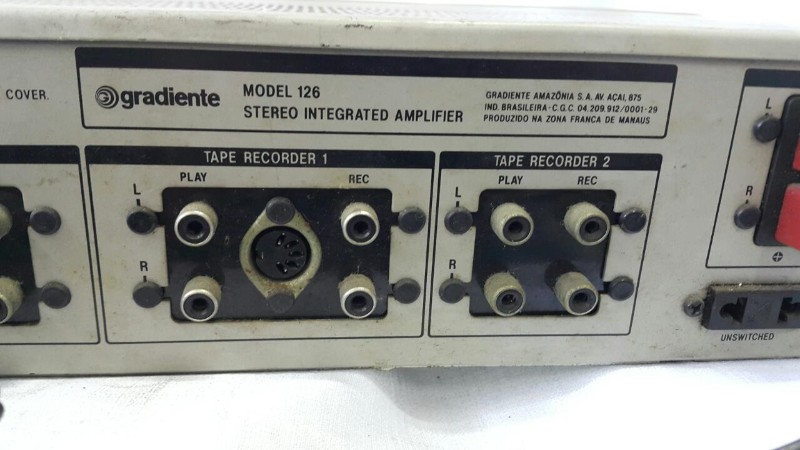 COVER.
gradiente
MODEL 126
STEREO INTEGRATED AMPLIFIER
GRADIENTE AMAZÔNIA S.A. AV. AÇAI, 875
IND. BRASILEIRA - C.G.C. 04.209.912/0001-29
PRODUZIDO NA ZONA FRANCA DE MANAUS
TAPE RECORDER 1
PLAY REC
L
R
TAPE RECORDER 2
PLAY REC
L
R
L
R
UNSWITCHED